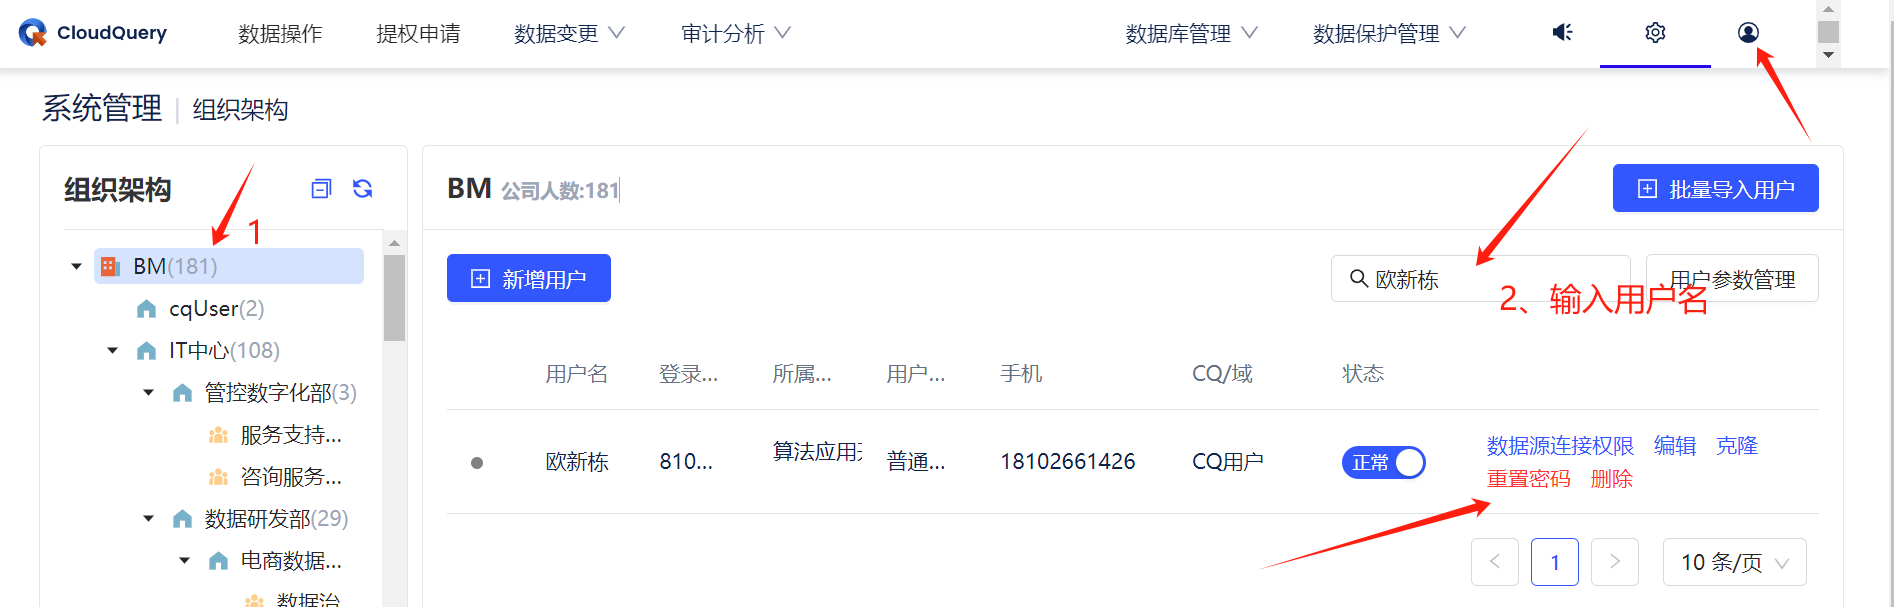 CloudQuery 数据操作 提权申请 数据变更 审计分析 数据库管理 数据保护管理
系统管理 | 组织架构
组织架构
1
BM(181)
cqUser(2)
IT中心(108)
管控数字化部(3)
服务支持...
咨询服务...
数据研发部(29)
电商数据...
数据治
BM 公司人数:181
批量导入用户
新增用户
欧新栋
用户参数管理
2、输入用户名
用户名 登录... 所属... 用户... 手机 CQ/域 状态
欧新栋 810... 算法应用开 普通... 18102661426 CQ用户 正常
数据源连接权限 编辑 克隆
重置密码 删除
< 1 > 10 条/页